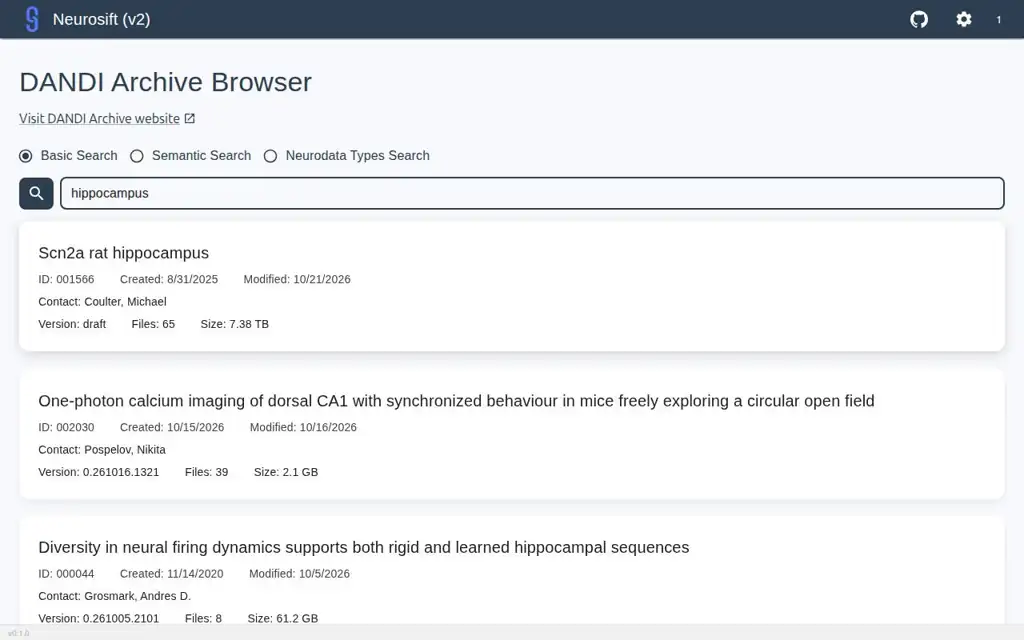 Neurosift (v2)
1
DANDI Archive Browser
Visit DANDI Archive website
Basic Search Semantic Search Neurodata Types Search
hippocampus
Scn2a rat hippocampus
ID: 001566 Created: 8/31/2025 Modified: 10/21/2026
Contact: Coulter, Michael
Version: draft Files: 65 Size: 7.38 TB
One-photon calcium imaging of dorsal CA1 with synchronized behaviour in mice freely exploring a circular open field
ID: 002030 Created: 10/15/2026 Modified: 10/16/2026
Contact: Pospelov, Nikita
Version: 0.261016.1321 Files: 39 Size: 2.1 GB
Diversity in neural firing dynamics supports both rigid and learned hippocampal sequences
ID: 000044 Created: 11/14/2020 Modified: 10/5/2026
Contact: Grosmark, Andres D.
Version: 0.261005.2101 Files: 8 Size: 61.2 GB
v0.1.0